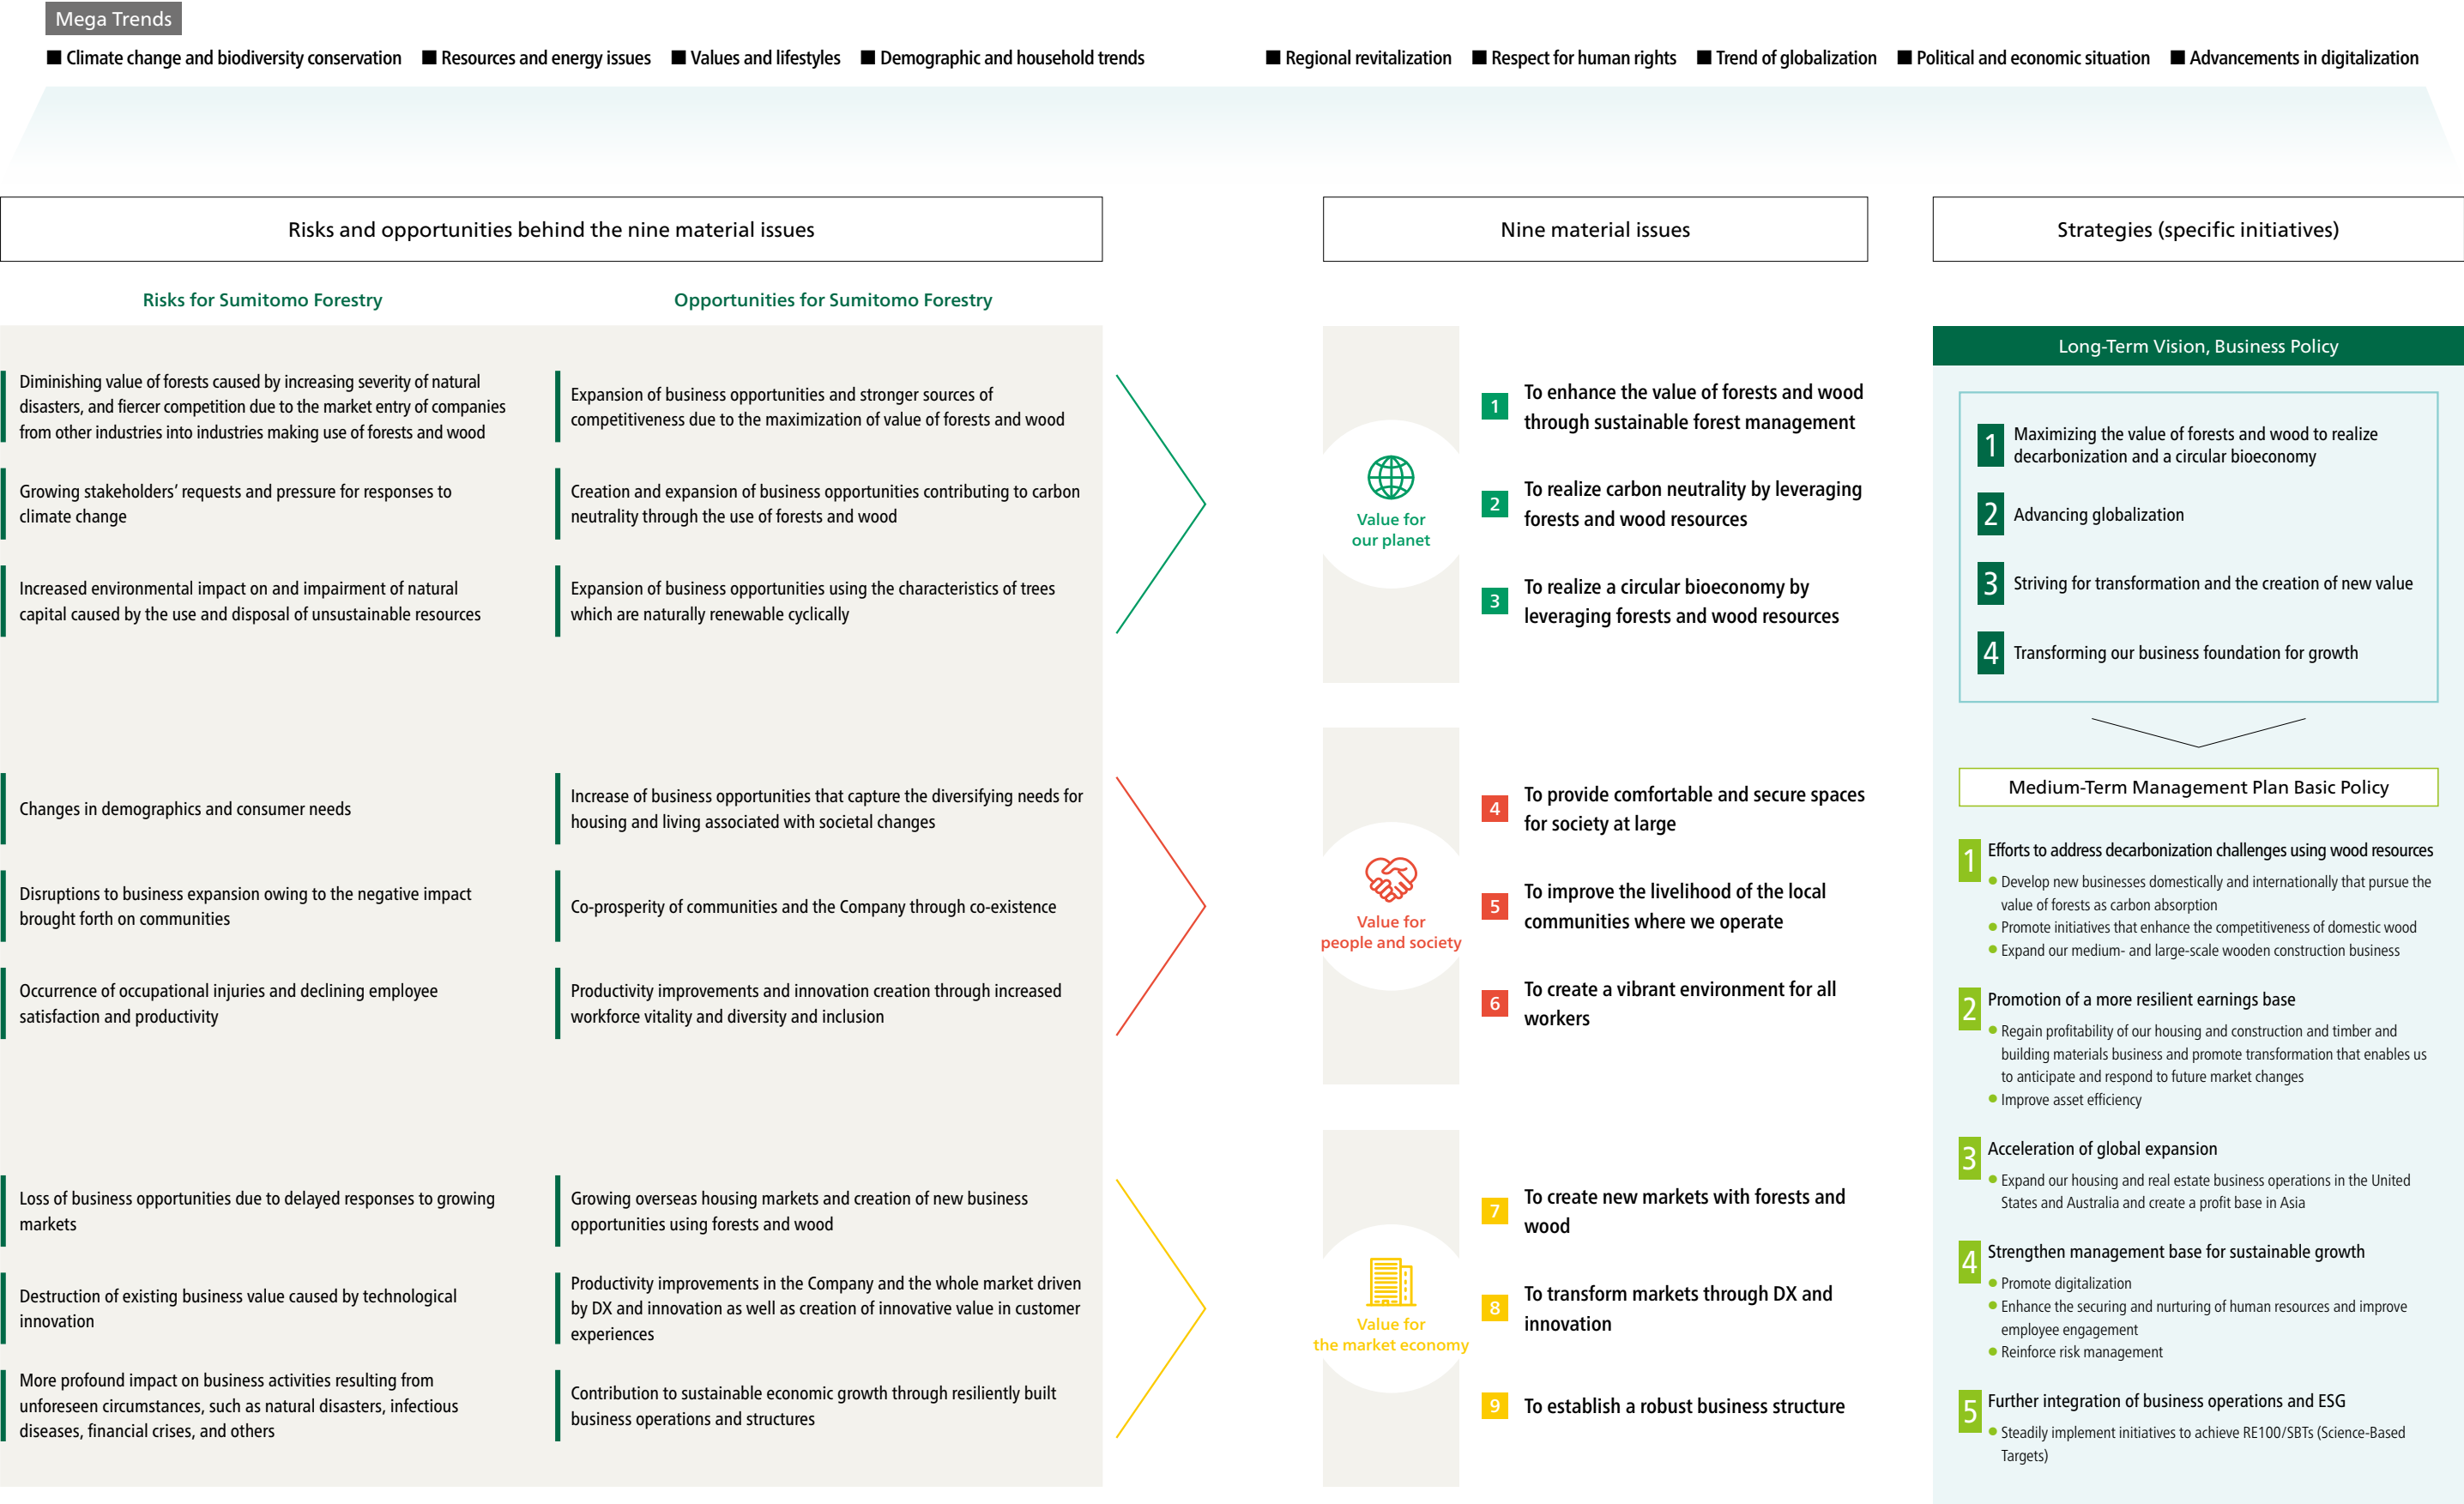 Mega Trends
■ Climate change and biodiversity conservation ■ Resources and energy issues ■ Values and lifestyles ■ Demographic and household trends ■ Regional revitalization ■ Respect for human rights ■ Trend of globalization ■ Political and economic situation ■ Advancements in digitalization
Risks and opportunities behind the nine material issues
Risks for Sumitomo Forestry
Opportunities for Sumitomo Forestry
Diminishing value of forests caused by increasing severity of natural
disasters, and fiercer competition due to the market entry of companies
from other industries into industries making use of forests and wood
Expansion of business opportunities and stronger sources of
competitiveness due to the maximization of value of forests and wood
Growing stakeholders’ requests and pressure for responses to
climate change
Creation and expansion of business opportunities contributing to carbon
neutrality through the use of forests and wood
Increased environmental impact on and impairment of natural
capital caused by the use and disposal of unsustainable resources
Expansion of business opportunities using the characteristics of trees
which are naturally renewable cyclically
Changes in demographics and consumer needs
Increase of business opportunities that capture the diversifying needs for
housing and living associated with societal changes
Disruptions to business expansion owing to the negative impact
brought forth on communities
Co-prosperity of communities and the Company through co-existence
Occurrence of occupational injuries and declining employee
satisfaction and productivity
Productivity improvements and innovation creation through increased
workforce vitality and diversity and inclusion
Loss of business opportunities due to delayed responses to growing
markets
Growing overseas housing markets and creation of new business
opportunities using forests and wood
Destruction of existing business value caused by technological
innovation
Productivity improvements in the Company and the whole market driven
by DX and innovation as well as creation of innovative value in customer
experiences
More profound impact on business activities resulting from
unforeseen circumstances, such as natural disasters, infectious
diseases, financial crises, and others
Contribution to sustainable economic growth through resiliently built
business operations and structures
Nine material issues
Value for
our planet
1 To enhance the value of forests and wood
through sustainable forest management
2 To realize carbon neutrality by leveraging
forests and wood resources
3 To realize a circular bioeconomy by
leveraging forests and wood resources
Value for
people and society
4 To provide comfortable and secure spaces
for society at large
5 To improve the livelihood of the local
communities where we operate
6 To create a vibrant environment for all
workers
Value for
the market economy
7 To create new markets with forests and
wood
8 To transform markets through DX and
innovation
9 To establish a robust business structure
Strategies (specific initiatives)
Long-Term Vision, Business Policy
1 Maximizing the value of forests and wood to realize
decarbonization and a circular bioeconomy
2 Advancing globalization
3 Striving for transformation and the creation of new value
4 Transforming our business foundation for growth
Medium-Term Management Plan Basic Policy
1 Efforts to address decarbonization challenges using wood resources
● Develop new businesses domestically and internationally that pursue the
value of forests as carbon absorption
● Promote initiatives that enhance the competitiveness of domestic wood
● Expand our medium- and large-scale wooden construction business
2 Promotion of a more resilient earnings base
● Regain profitability of our housing and construction and timber and
building materials business and promote transformation that enables us
to anticipate and respond to future market changes
● Improve asset efficiency
3 Acceleration of global expansion
● Expand our housing and real estate business operations in the United
States and Australia and create a profit base in Asia
4 Strengthen management base for sustainable growth
● Promote digitalization
● Enhance the securing and nurturing of human resources and improve
employee engagement
● Reinforce risk management
5 Further integration of business operations and ESG
● Steadily implement initiatives to achieve RE100/SBTs (Science-Based
Targets)